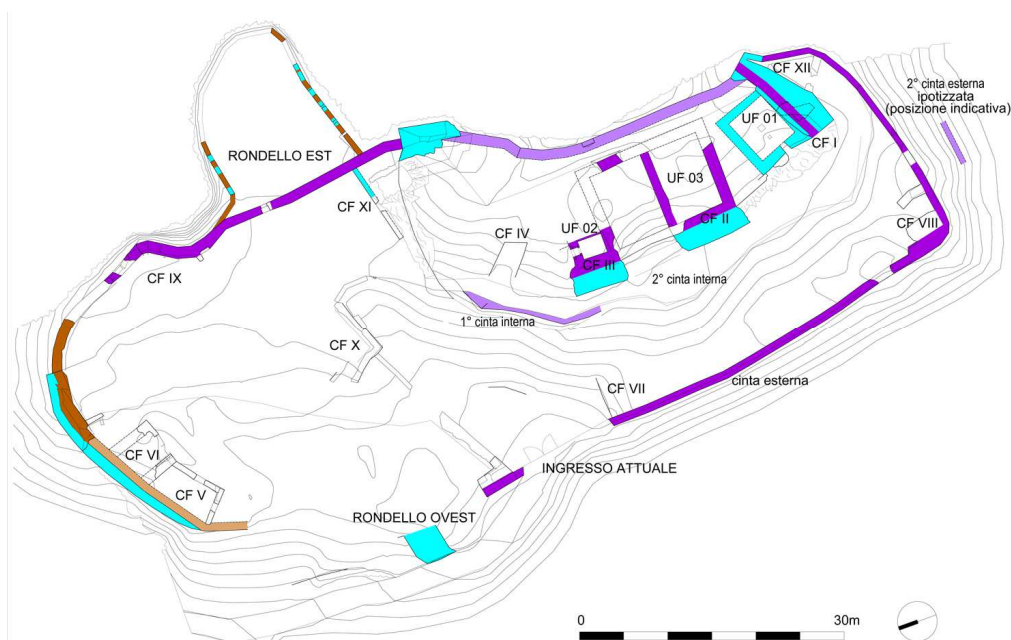 CF XII
2° cinta esterna
ipotizzata
(posizione indicativa)
UF 01
CF I
RONDELLO EST
UF 03
CF XI
CF II
CF VIII
UF 02
CF IV
CF III
CF IX
2° cinta interna
1° cinta interna
CF X
cinta esterna
CF VII
CF VI
INGRESSO ATTUALE
CF V
RONDELLO OVEST
0
30m